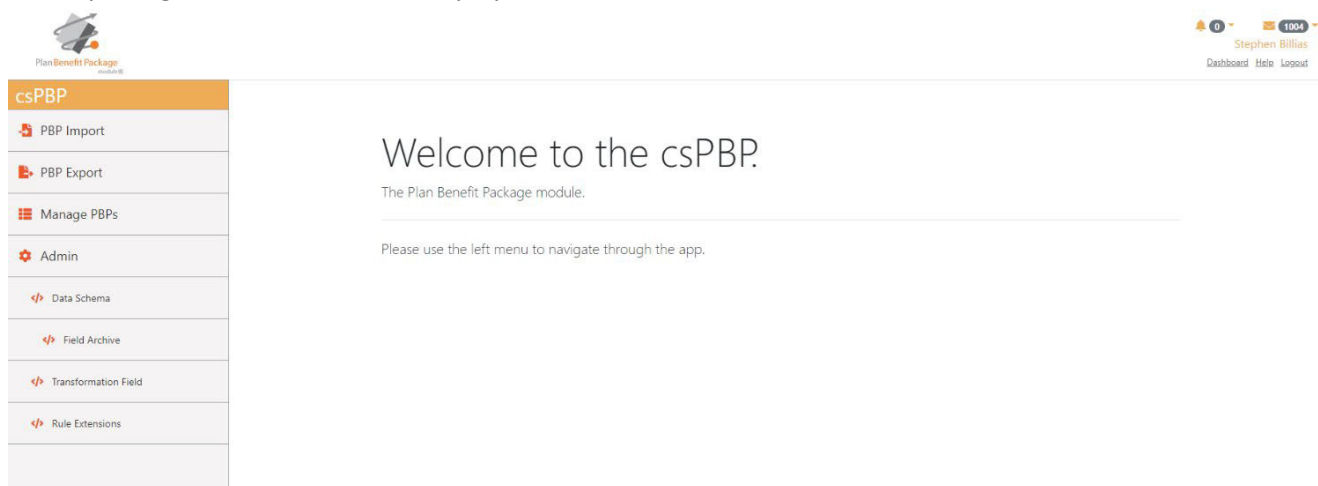 Plan Benefit Package
0
1004
Stephen Billias
Dashboard Help Logout
csPBP
PBP Import
PBP Export
Manage PBPs
Admin
</> Data Schema
</> Field Archive
</> Transformation Field
</> Rule Extensions
Welcome to the csPBP.
The Plan Benefit Package module.
Please use the left menu to navigate through the app.